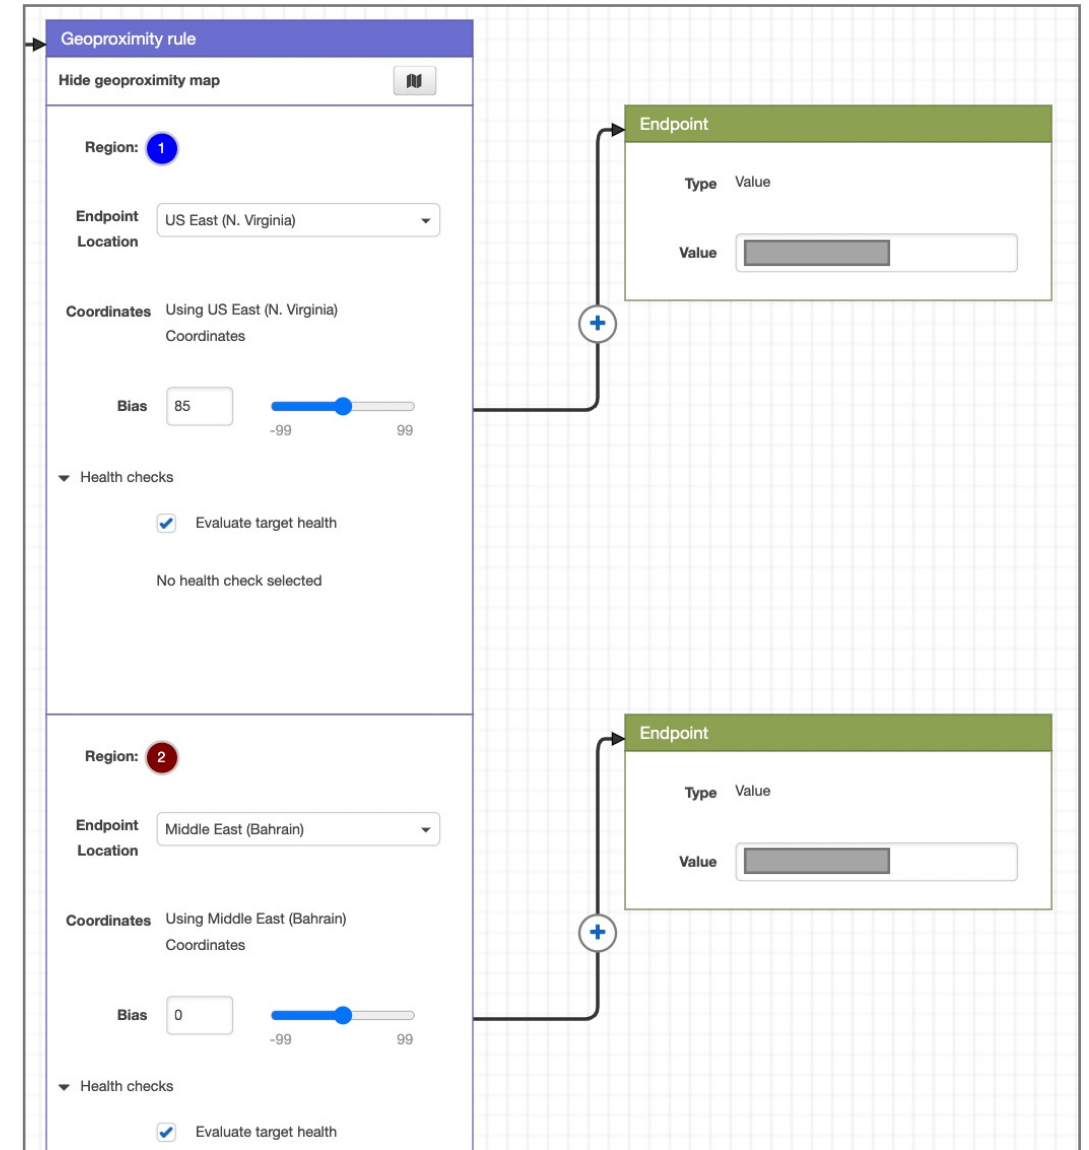 Geoproximity rule
Hide geoproximity map
Region: 1
Endpoint Location
US East (N. Virginia)
Coordinates
Using US East (N. Virginia)
Coordinates
Bias
85
-99
99
Health checks
Evaluate target health
No health check selected
Endpoint
Type Value
Value
Region: 2
Endpoint Location
Middle East (Bahrain)
Coordinates
Using Middle East (Bahrain)
Coordinates
Bias
0
-99
99
Health checks
Evaluate target health
Endpoint
Type Value
Value